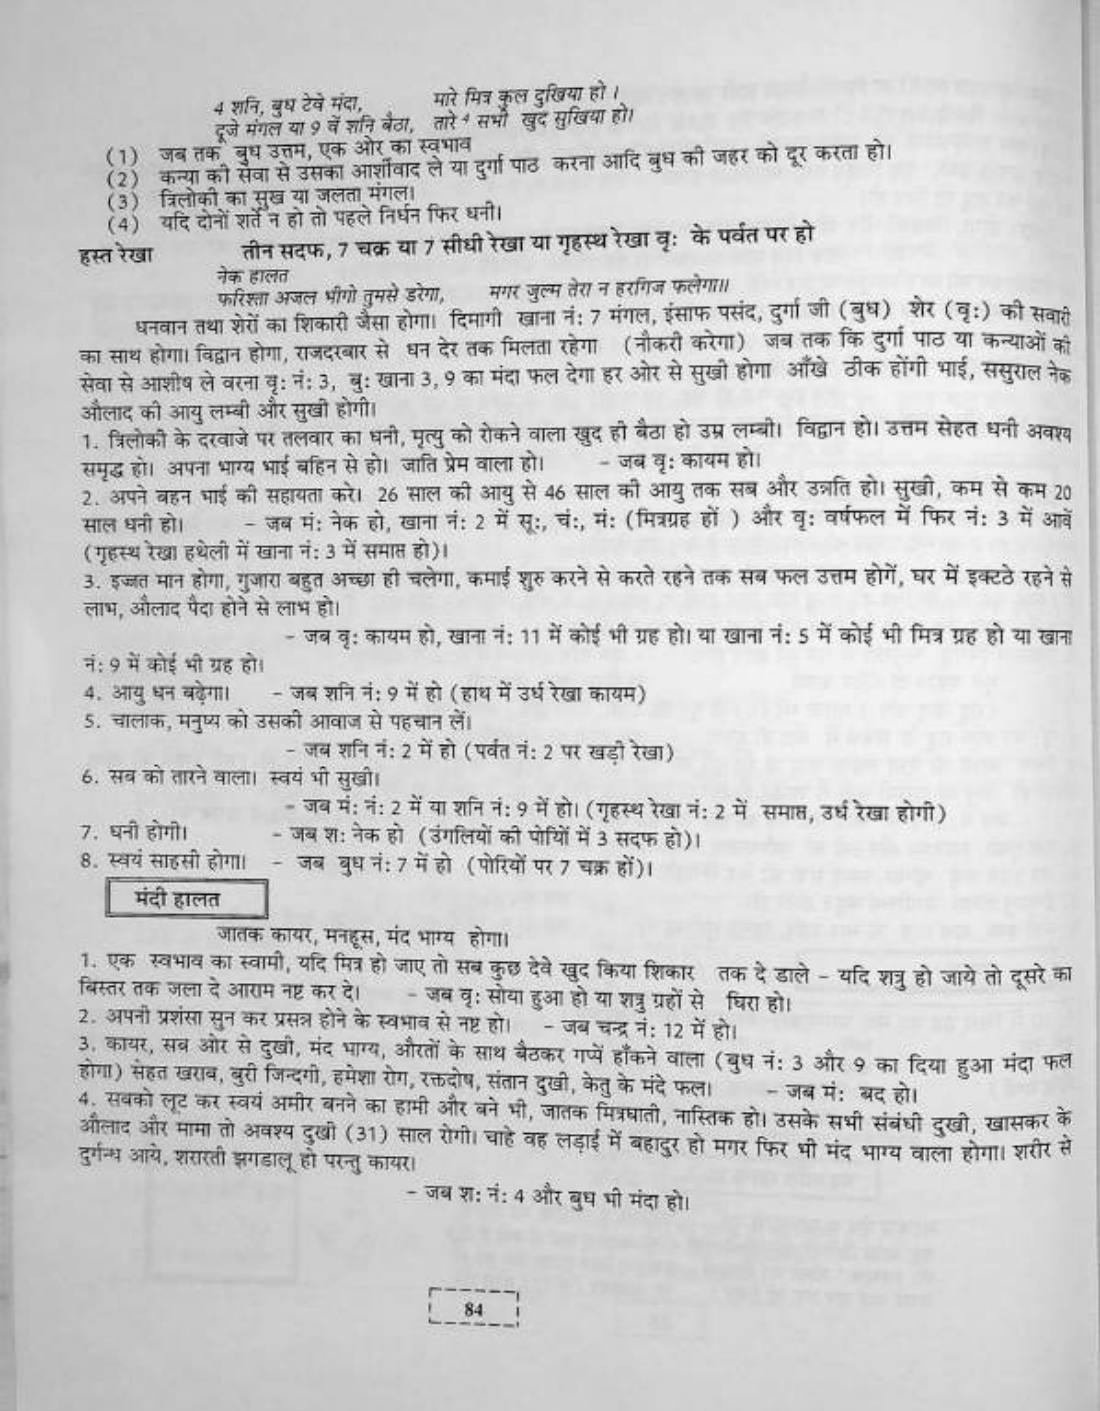 4 शनि, बुध टेवे मंदा, मारे मित्र कुल दुखिया हो ।
दूजे मंगल या 9 वें शनि बैठा, तारे ⁴ सभी खुद सुखिया हो।
(1) जब तक बुध उत्तम, एक ओर का स्वभाव
(2) कन्या की सेवा से उसका आर्शीवाद ले या दुर्गा पाठ करना आदि बुध की जहर को दूर करता हो।
(3) त्रिलोकी का सुख या जलता मंगल।
(4) यदि दोनों शर्ते न हो तो पहले निर्धन फिर धनी।
हस्त रेखा तीन सदफ, 7 चक्र या 7 सीधी रेखा या गृहस्थ रेखा वृः के पर्वत पर हो
नेक हालत
फरिश्ता अजल भीगो तुमसे डरेगा, मगर जुल्म तेरा न हरगिज फलेगा॥
धनवान तथा शेरों का शिकारी जैसा होगा। दिमागी खाना नं: 7 मंगल, इंसाफ पसंद, दुर्गा जी (बुध) शेर (वृ:) की सवारी
का साथ होगा। विद्वान होगा, राजदरबार से धन देर तक मिलता रहेगा (नौकरी करेगा) जब तक कि दुर्गा पाठ या कन्याओं की
सेवा से आशीष ले वरना वृ: नं: 3, बु: खाना 3, 9 का मंदा फल देगा हर ओर से सुखी होगा आँखे ठीक होंगी भाई, ससुराल नेक
औलाद की आयु लम्बी और सुखी होगी।
1. त्रिलोकी के दरवाजे पर तलवार का धनी, मृत्यु को रोकने वाला खुद ही बैठा हो उम्र लम्बी। विद्वान हो। उत्तम सेहत धनी अवश्य
समृद्ध हो। अपना भाग्य भाई बहिन से हो। जाति प्रेम वाला हो। - जब वृ: कायम हो।
2. अपने बहन भाई की सहायता करे। 26 साल की आयु से 46 साल की आयु तक सब और उन्नति हो। सुखी, कम से कम 20
साल धनी हो। - जब मं: नेक हो, खाना नं: 2 में सू:, चं:, मं: (मित्रग्रह हों ) और वृ: वर्षफल में फिर नं: 3 में आवें
(गृहस्थ रेखा हथेली में खाना नं: 3 में समाप्त हो)।
3. इज्जत मान होगा, गुजारा बहुत अच्छा ही चलेगा, कमाई शुरु करने से करते रहने तक सब फल उत्तम होगें, घर में इक्टठे रहने से
लाभ, औलाद पैदा होने से लाभ हो।
- जब वृ: कायम हो, खाना नं: 11 में कोई भी ग्रह हो। या खाना नं: 5 में कोई भी मित्र ग्रह हो या खाना
नं: 9 में कोई भी ग्रह हो।
4. आयु धन बढ़ेगा। - जब शनि नं: 9 में हो (हाथ में उर्ध रेखा कायम)
5. चालाक, मनुष्य को उसकी आवाज से पहचान लें।
- जब शनि नं: 2 में हो (पर्वत नं: 2 पर खड़ी रेखा)
6. सब को तारने वाला। स्वयं भी सुखी।
- जब मं: नं: 2 में या शनि नं: 9 में हो। (गृहस्थ रेखा नं: 2 में समाप्त, उर्ध रेखा होगी)
7. धनी होगी। - जब श: नेक हो (उंगलियों की पोयिों में 3 सदफ हो)।
8. स्वयं साहसी होगा। - जब बुध नं: 7 में हो (पोरियों पर 7 चक्र हों)।
मंदी हालत
जातक कायर, मनहूस, मंद भाग्य होगा।
1. एक स्वभाव का स्वामी, यदि मित्र हो जाए तो सब कुछ देवे खुद किया शिकार तक दे डाले - यदि शत्रु हो जाये तो दूसरे का
बिस्तर तक जला दे आराम नष्ट कर दे। - जब वृ: सोया हुआ हो या शत्रु ग्रहों से घिरा हो।
2. अपनी प्रशंसा सुन कर प्रसन्न होने के स्वभाव से नष्ट हो। - जब चन्द्र नं: 12 में हो।
3. कायर, सब ओर से दुखी, मंद भाग्य, औरतों के साथ बैठकर गप्पें हाँकने वाला (बुध नं: 3 और 9 का दिया हुआ मंदा फल
होगा) सेहत खराब, बुरी जिन्दगी, हमेशा रोग, रक्तदोष, संतान दुखी, केतु के मंदे फल। - जब मं: बद हो।
4. सबको लूट कर स्वयं अमीर बनने का हामी और बने भी, जातक मित्रघाती, नास्तिक हो। उसके सभी संबंधी दुखी, खासकर के
औलाद और मामा तो अवश्य दुखी (31) साल रोगी। चाहे वह लड़ाई में बहादुर हो मगर फिर भी मंद भाग्य वाला होगा। शरीर से
दुर्गन्ध आये, शरारती झगडालू हो परन्तु कायर।
- जब श: नं: 4 और बुध भी मंदा हो।
84